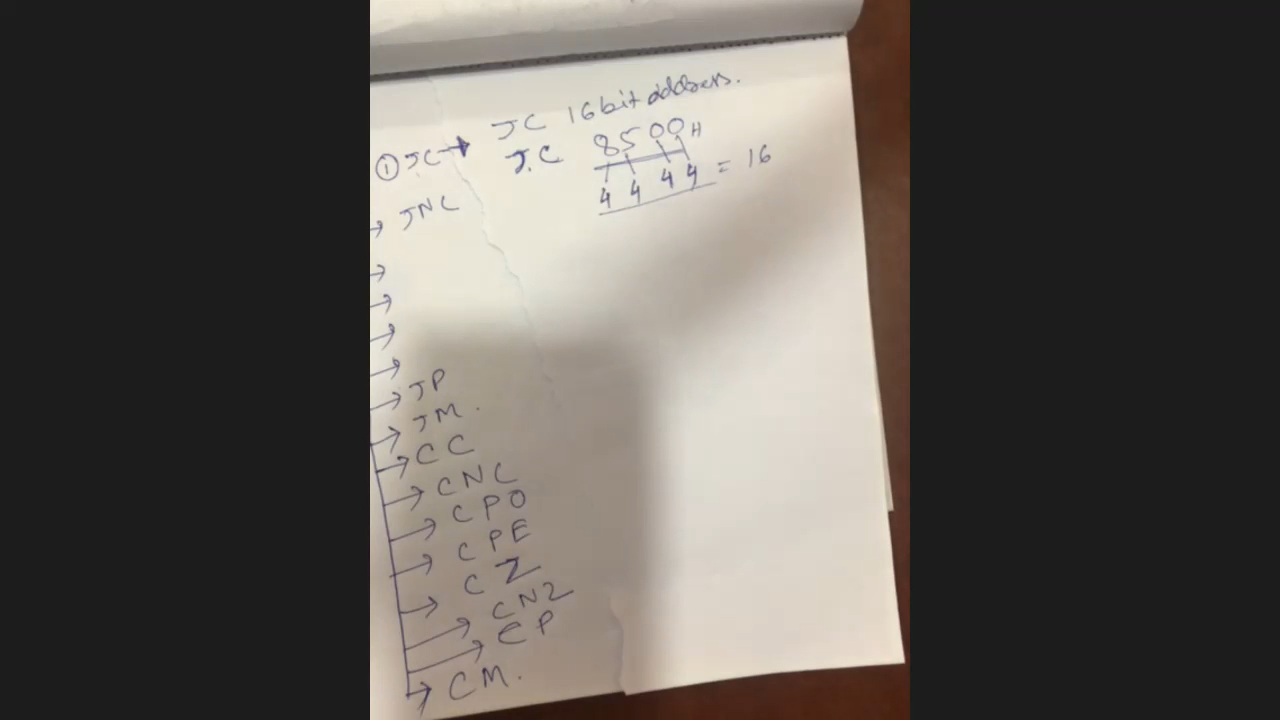 JC 16 bit address.
① JC → J.C 8500H
4 4 4 4 = 16
→ JNC
→
→
→
→
→ JP
→ JM.
→ CC
→ CNC
→ CPO
→ CPE
→ CZ
→ CNZ
→ CP
→ CM.